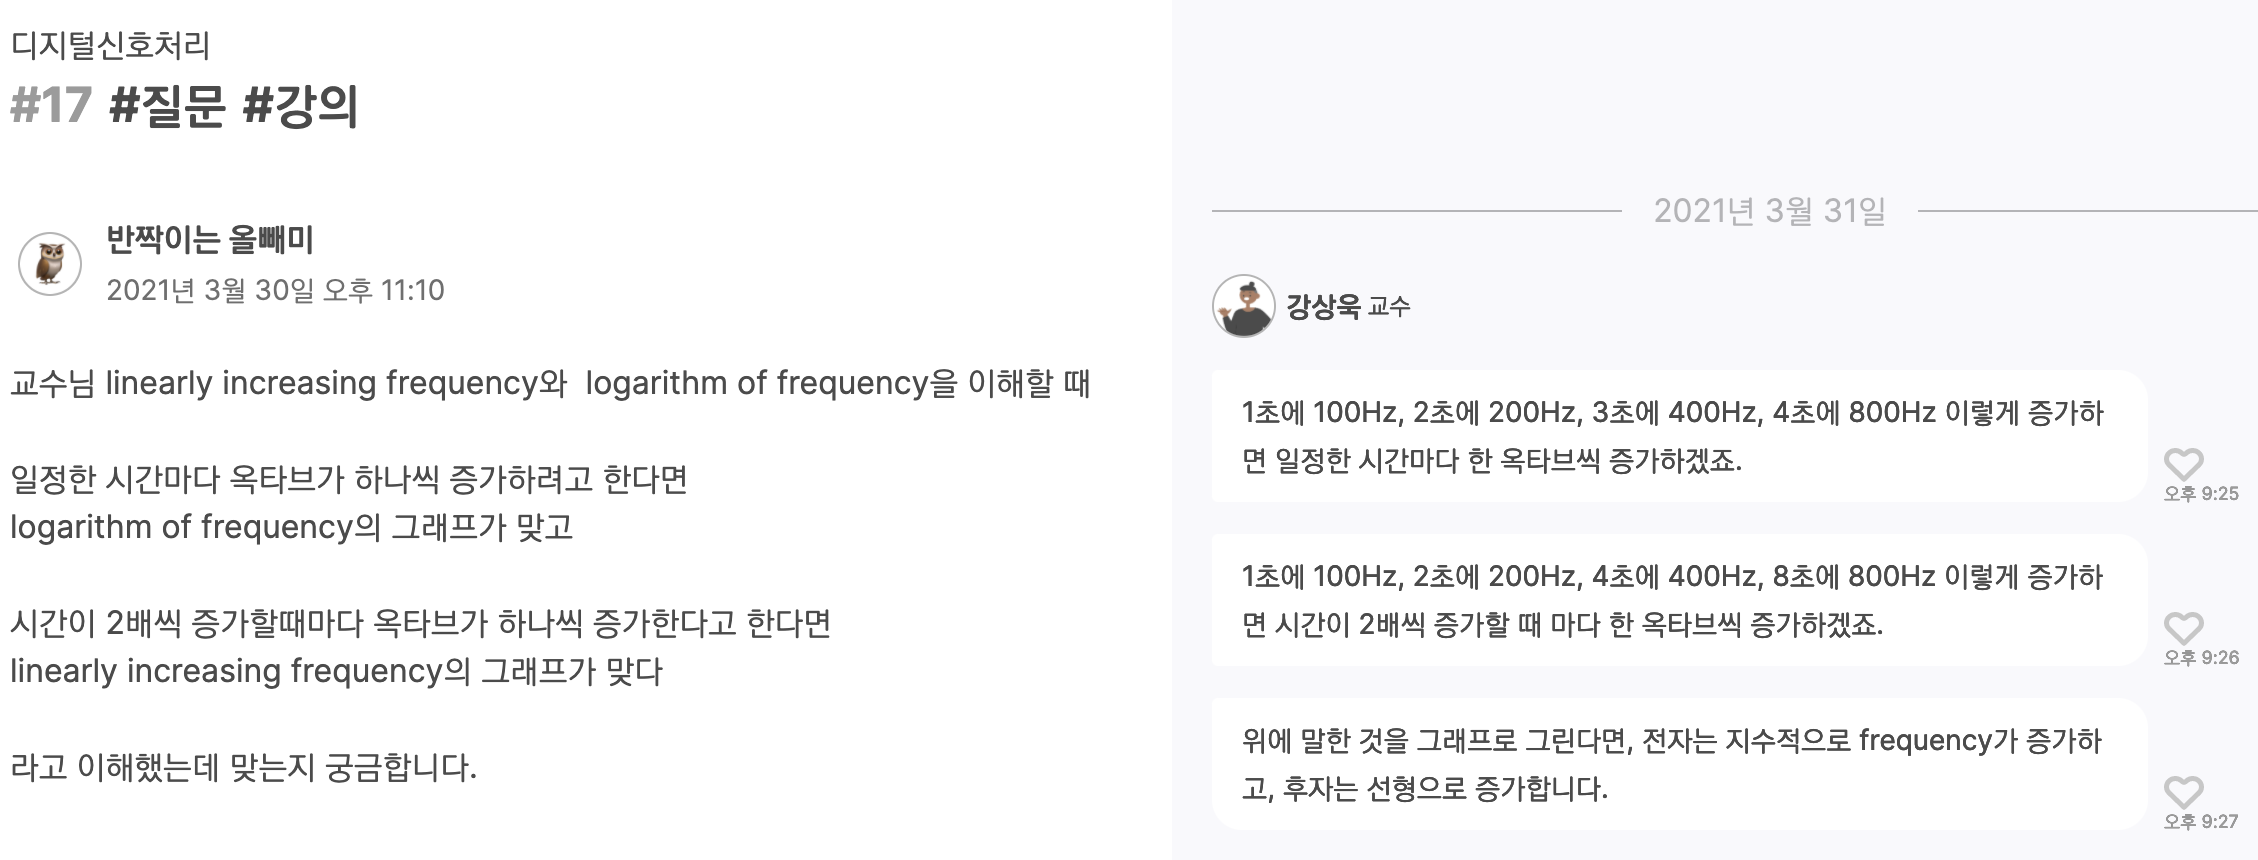 디지털신호처리
#17 #질문 #강의
반짝이는 올빼미
2021년 3월 30일 오후 11:10
교수님 linearly increasing frequency와  logarithm of frequency을 이해할 때
일정한 시간마다 옥타브가 하나씩 증가하려고 한다면
logarithm of frequency의 그래프가 맞고
시간이 2배씩 증가할때마다 옥타브가 하나씩 증가한다고 한다면
linearly increasing frequency의 그래프가 맞다
라고 이해했는데 맞는지 궁금합니다.
2021년 3월 31일
강상욱 교수
1초에 100Hz, 2초에 200Hz, 3초에 400Hz, 4초에 800Hz 이렇게 증가하
면 일정한 시간마다 한 옥타브씩 증가하겠죠.
오후 9:25
1초에 100Hz, 2초에 200Hz, 4초에 400Hz, 8초에 800Hz 이렇게 증가하
면 시간이 2배씩 증가할 때 마다 한 옥타브씩 증가하겠죠.
오후 9:26
위에 말한 것을 그래프로 그린다면, 전자는 지수적으로 frequency가 증가하
고, 후자는 선형으로 증가합니다.
오후 9:27